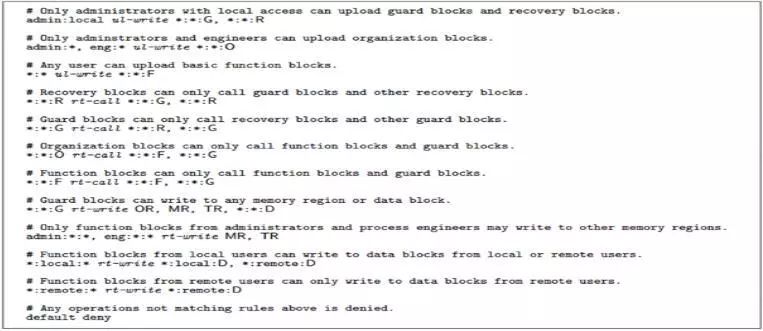 # Only administrators with local access can upload guard blocks and recovery blocks.
admin:local ul-write *:*:G, *:*:R
# Only adminstrators and engineers can upload organization blocks.
admin:*, eng:* ul-write *:*:O
# Any user can upload basic function blocks.
*:* ul-write *:*:F
# Recovery blocks can only call guard blocks and other recovery blocks.
*:*:R rt-call *:*:G, *:*:R
# Guard blocks can only call recovery blocks and other guard blocks.
*:*:G rt-call *:*:R, *:*:G
# Organization blocks can only call function blocks and guard blocks.
*:*:O rt-call *:*:F, *:*:G
# Function blocks can only call function blocks and guard blocks.
*:*:F rt-call *:*:F, *:*:G
# Guard blocks can write to any memory region or data block.
*:*:G rt-write OR, MR, TR, *:*:D
# Only function blocks from administrators and process engineers may write to other memory regions.
admin:*:*, eng:*:* rt-write MR, TR
# Function blocks from local users can write to data blocks from local or remote users.
*:local:* rt-write *:local:D, *:remote:D
# Function blocks from remote users can only write to data blocks from remote users.
*:remote:* rt-write *:remote:D
# Any operations not matching rules above is denied.
default deny